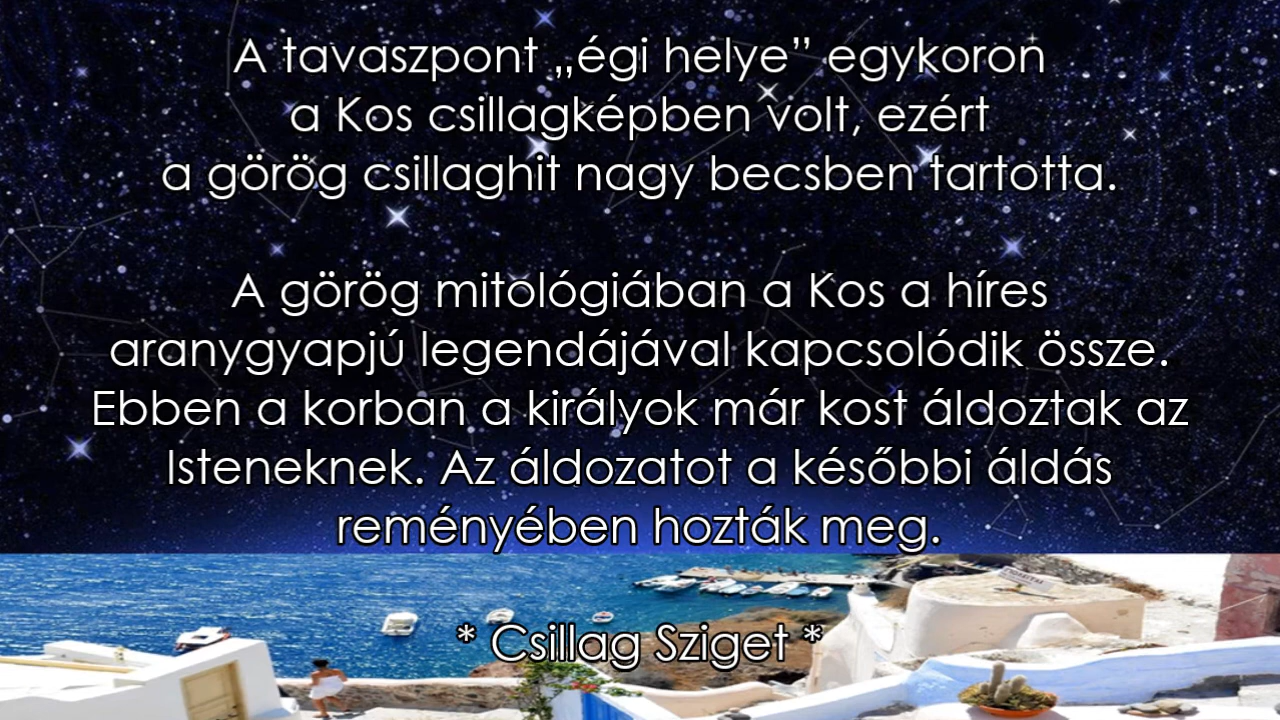 A tavaszpont „égi helye” egykoron
a Kos csillagképben volt, ezért
a görög csillaghit nagy becsben tartotta.
A görög mitológiában a Kos a híres
aranygyapjú legendájával kapcsolódik össze.
Ebben a korban a királyok már kost áldoztak az
Isteneknek. Az áldozatot a későbbi áldás
reményében hozták meg.
* Csillag Sziget *